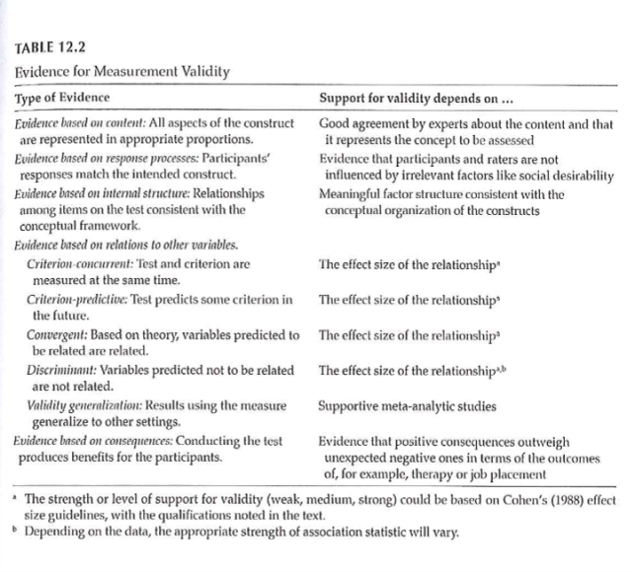 TABLE 12.2
Evidence for Measurement Validity
Type of Evidence Support for validity depends on ...
Evidence based on content: All aspects of the construct Good agreement by experts about the content and that
are represented in appropriate proportions. it represents the concept to be assessed
Evidence based on response processes: Participants' Evidence that participants and raters are not
responses match the intended construct. influenced by irrelevant factors like social desirability
Evidence based on internal structure: Relationships Meaningful factor structure consistent with the
among items on the test consistent with the conceptual organization of the constructs
conceptual framework.
Evidence based on relations to other variables.
Criterion-concurrent: Test and criterion are The effect size of the relationshipᵃ
measured at the same time.
Criterion-predictive: Test predicts some criterion in The effect size of the relationshipᵃ
the future.
Convergent: Based on theory, variables predicted to The effect size of the relationshipᵃ
be related are related.
Discriminant: Variables predicted not to be related The effect size of the relationshipᵃ,ᵇ
are not related.
Validity generalization: Results using the measure Supportive meta-analytic studies
generalize to other settings.
Evidence based on consequences: Conducting the test Evidence that positive consequences outweigh
produces benefits for the participants. unexpected negative ones in terms of the outcomes
of, for example, therapy or job placement
ᵃ The strength or level of support for validity (weak, medium, strong) could be based on Cohen's (1988) effect
size guidelines, with the qualifications noted in the text.
ᵇ Depending on the data, the appropriate strength of association statistic will vary.